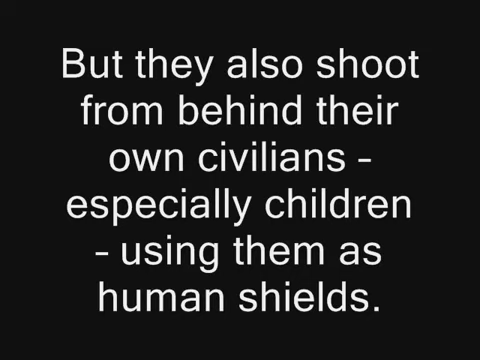 But they also shoot
from behind their
own civilians -
especially children
- using them as
human shields.